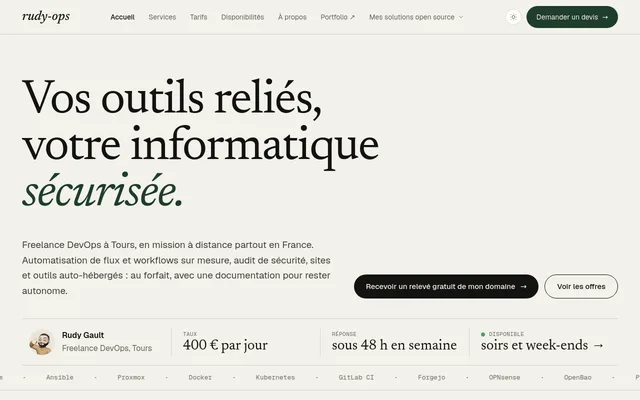 rudy-ops
Accueil Services Tarifs Disponibilités À propos Portfolio ↗ Mes solutions open source
Demander un devis →
Vos outils reliés,
votre informatique
sécurisée.
Freelance DevOps à Tours, en mission à distance partout en France.
Automatisation de flux et workflows sur mesure, audit de sécurité, sites
et outils auto-hébergés : au forfait, avec une documentation pour rester
autonome.
Recevoir un relevé gratuit de mon domaine →
Voir les offres
Rudy Gault
Freelance DevOps, Tours
TAUX
400 € par jour
RÉPONSE
sous 48 h en semaine
DISPONIBLE
soirs et week-ends →
Ansible - Proxmox - Docker - Kubernetes - GitLab CI - Forgejo - OPNsense - OpenBao -